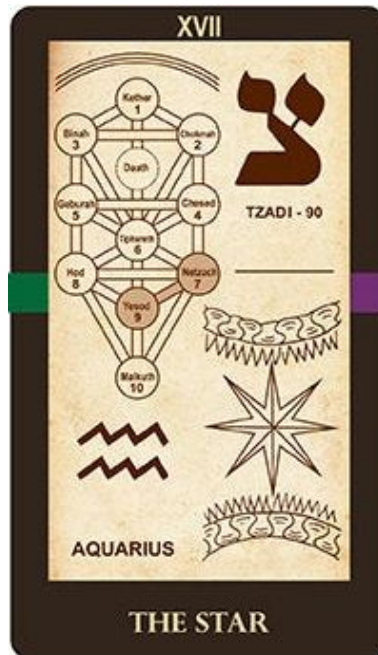 XVII
Kether
1
Binah
3
Chokmah
2
Daath
Geburah
5
Chesed
4
Tiphareth
6
Hod
8
Netzach
7
Yesod
9
Malkuth
10
צ
TZADI - 90
AQUARIUS
THE STAR